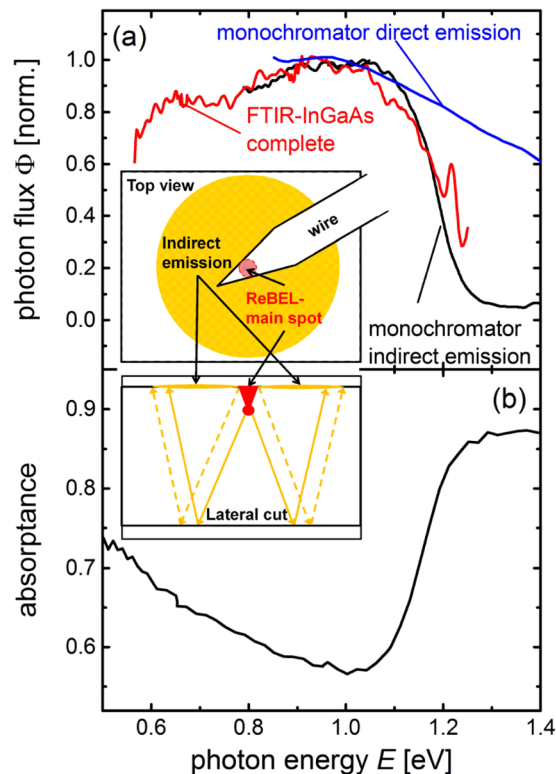 (a)
monochromator direct emission
1.0
0.8
0.6
0.4
0.2
0.0
photon flux Φ [norm.]
FTIR-InGaAs
complete
Top view
Indirect
emission
wire
ReBEL-
main spot
monochromator
indirect emission
(b)
0.9
0.8
0.7
0.6
absorptance
Lateral cut
0.6 0.8 1.0 1.2 1.4
photon energy E [eV]